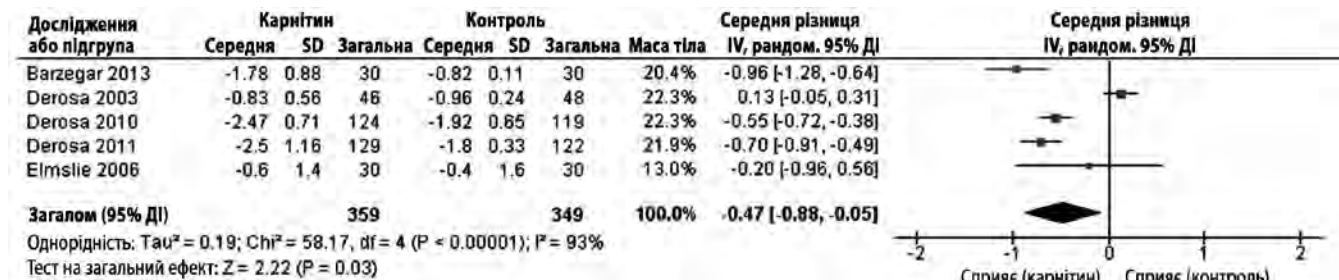 Дослідження Карнітин Контроль Середня різниця Середня різниця
або підгрупа Середня SD Загальна Середня SD Загальна Маса тіла IV, рандом. 95% ДІ IV, рандом. 95% ДІ
Barzegar 2013 -1.78 0.88 30 -0.82 0.11 30 20.4% -0.96 [-1.28, -0.64]
Derosa 2003 -0.83 0.56 46 -0.96 0.24 48 22.3% 0.13 [-0.05, 0.31]
Derosa 2010 -2.47 0.71 124 -1.92 0.65 119 22.3% -0.55 [-0.72, -0.38]
Derosa 2011 -2.5 1.16 129 -1.8 0.33 122 21.9% -0.70 [-0.91, -0.49]
Elmslie 2006 -0.6 1.4 30 -0.4 1.6 30 13.0% -0.20 [-0.96, 0.56]
Загалом (95% ДІ) 359 349 100.0% -0.47 [-0.88, -0.05]
Однорідність: Tau² = 0.19; Chi² = 58.17, df = 4 (P < 0.00001); I² = 93%
-2 -1 0 1 2
Тест на загальний ефект: Z = 2.22 (P = 0.03)
Сприяє (карнітин) Сприяє (контроль)